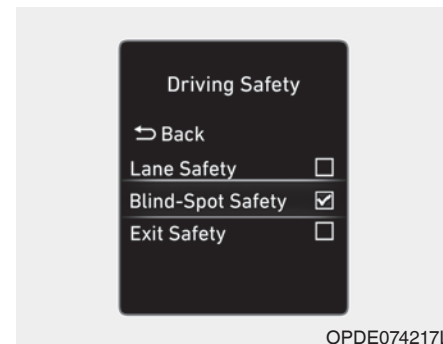 Driving Safety
Back
Lane Safety
Blind-Spot Safety
Exit Safety
OPDE074217L